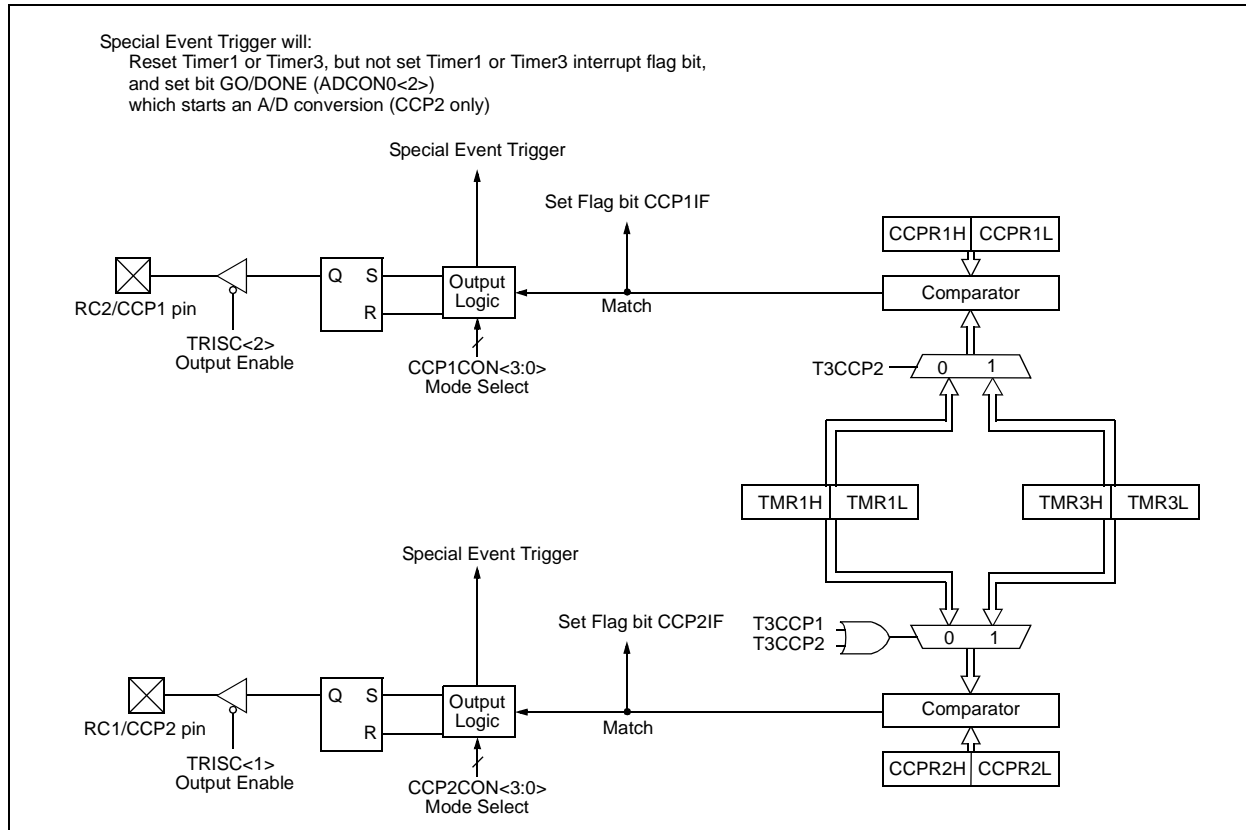 Special Event Trigger will:
Reset Timer1 or Timer3, but not set Timer1 or Timer3 interrupt flag bit,
and set bit GO/DONE (ADCON0<2>)
which starts an A/D conversion (CCP2 only)
Special Event Trigger
Set Flag bit CCP1IF
CCPR1H CCPR1L
Q S
R
Output
Logic
Match
Comparator
RC2/CCP1 pin
TRISC<2>
Output Enable
CCP1CON<3:0>
Mode Select
T3CCP2
0 1
TMR1H TMR1L
TMR3H TMR3L
Special Event Trigger
Set Flag bit CCP2IF
T3CCP1
T3CCP2
0 1
Q S
R
Output
Logic
Match
Comparator
RC1/CCP2 pin
TRISC<1>
Output Enable
CCP2CON<3:0>
Mode Select
CCPR2H CCPR2L